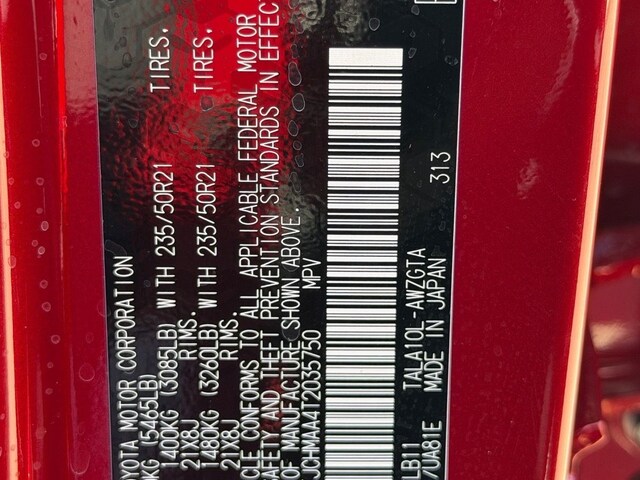 OYOTA MOTOR CORPORATION
KG (5465LB)
1400KG (3085LB) WITH 235/50R21 TIRES.
21X8J RIMS.
1480KG (3260LB) WITH 235/50R21 TIRES.
21X8J RIMS.
CLE CONFORMS TO ALL APPLICABLE FEDERAL MOTOR
SAFETY AND THEFT PREVENTION STANDARDS IN EFFECT
OF MANUFACTURE SHOWN ABOVE.
JCHMAA4T2035750 MPV
LB11 TALA10L-AWZGTA
/UA81E MADE IN JAPAN 313